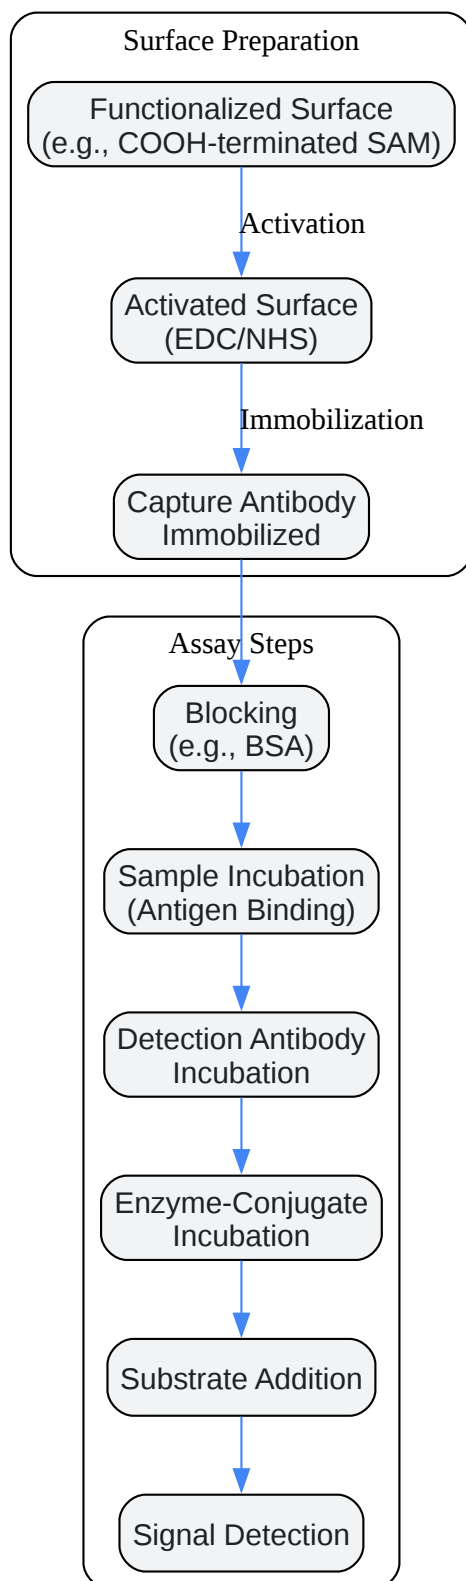 Surface Preparation
Functionalized Surface
(e.g., COOH-terminated SAM)
Activation
Activated Surface
(EDC/NHS)
Immobilization
Capture Antibody
Immobilized
Assay Steps
Blocking
(e.g., BSA)
Sample Incubation
(Antigen Binding)
Detection Antibody
Incubation
Enzyme-Conjugate
Incubation
Substrate Addition
Signal Detection